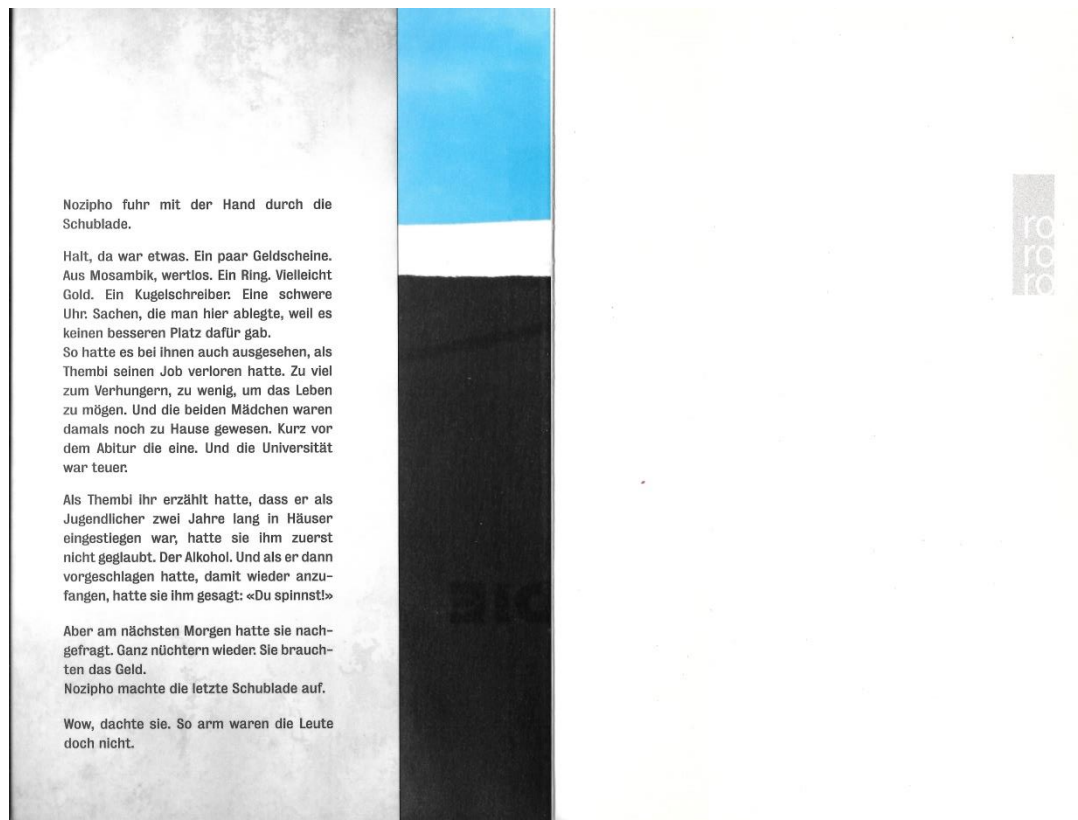 Nozipho fuhr mit der Hand durch die
Schublade.
Halt, da war etwas. Ein paar Geldscheine.
Aus Mosambik, wertlos. Ein Ring. Vielleicht
Gold. Ein Kugelschreiber. Eine schwere
Uhr. Sachen, die man hier ablegte, weil es
keinen besseren Platz dafür gab.
So hatte es bei ihnen auch ausgesehen, als
Thembi seinen Job verloren hatte. Zu viel
zum Verhungern, zu wenig, um das Leben
zu mögen. Und die beiden Mädchen waren
damals noch zu Hause gewesen. Kurz vor
dem Abitur die eine. Und die Universität
war teuer.
Als Thembi ihr erzählt hatte, dass er als
Jugendlicher zwei Jahre lang in Häuser
eingestiegen war, hatte sie ihm zuerst
nicht geglaubt. Der Alkohol. Und als er dann
vorgeschlagen hatte, damit wieder anzu-
fangen, hatte sie ihm gesagt: «Du spinnst!»
Aber am nächsten Morgen hatte sie nach-
gefragt. Ganz nüchtern wieder. Sie brauch-
ten das Geld.
Nozipho machte die letzte Schublade auf.
Wow, dachte sie. So arm waren die Leute
doch nicht.
ro
ro
ro